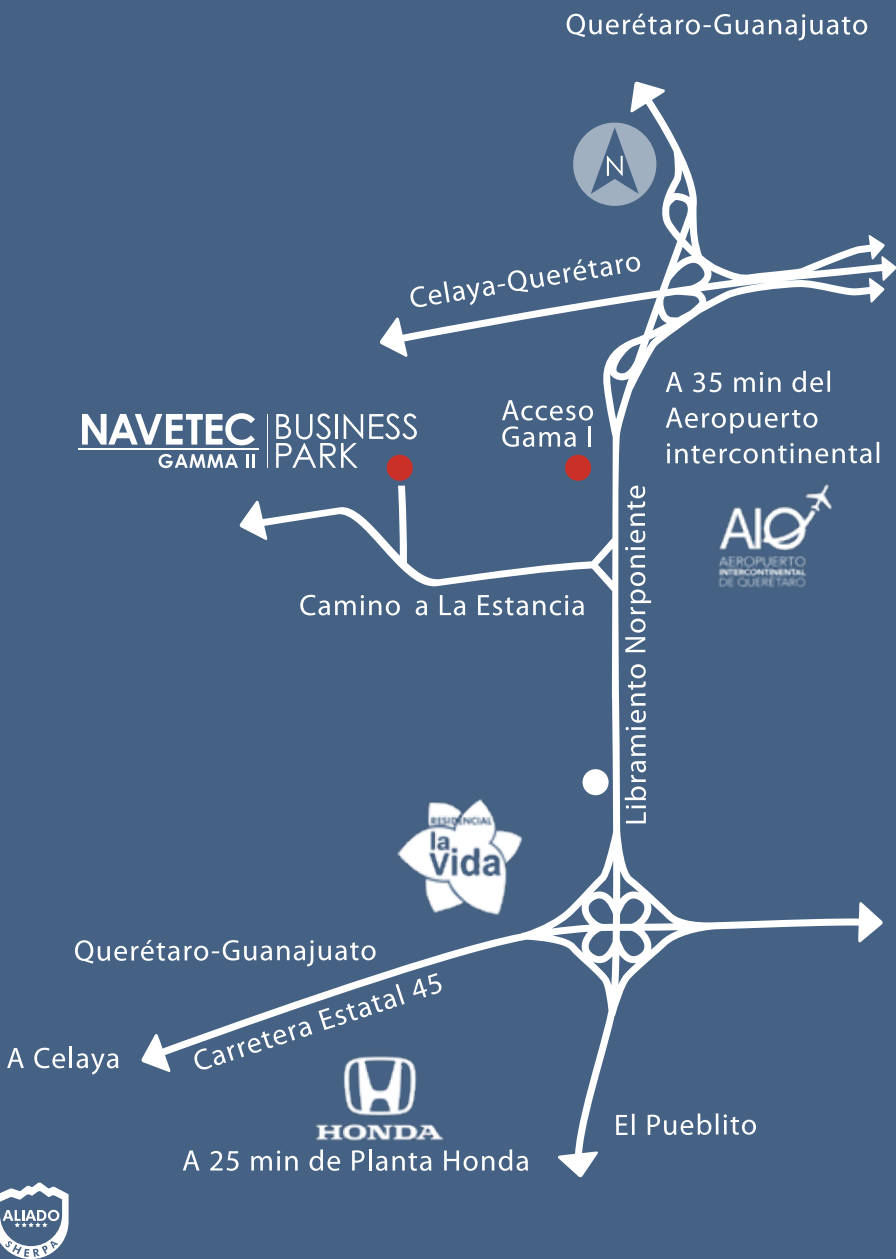 Querétaro-Guanajuato
N
Celaya-Querétaro
A 35 min del
Aeropuerto
intercontinental
NAVETEC
GAMMA II
BUSINESS
PARK
Acceso
Gama I
AIQ
AEROPUERTO
INTERCONTINENTAL
DE QUERÉTARO
Camino a La Estancia
Libramiento Norponiente
RESIDENCIAL
la
Vida
Querétaro-Guanajuato
Carretera Estatal 45
A Celaya
HONDA
A 25 min de Planta Honda
El Pueblito
ALIADO
SHERPA